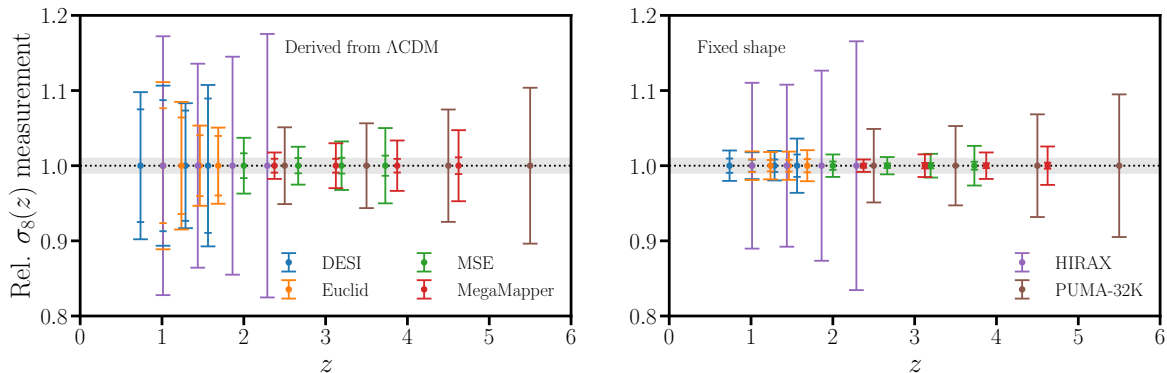 Rel. σ₈(z) measurement
1.2
1.1
1.0
0.9
0.8
Derived from ΛCDM
DESI
Euclid
MSE
MegaMapper
0
1
2
3
4
5
6
z
1.2
1.1
1.0
0.9
0.8
Fixed shape
HIRAX
PUMA-32K
0
1
2
3
4
5
6
z